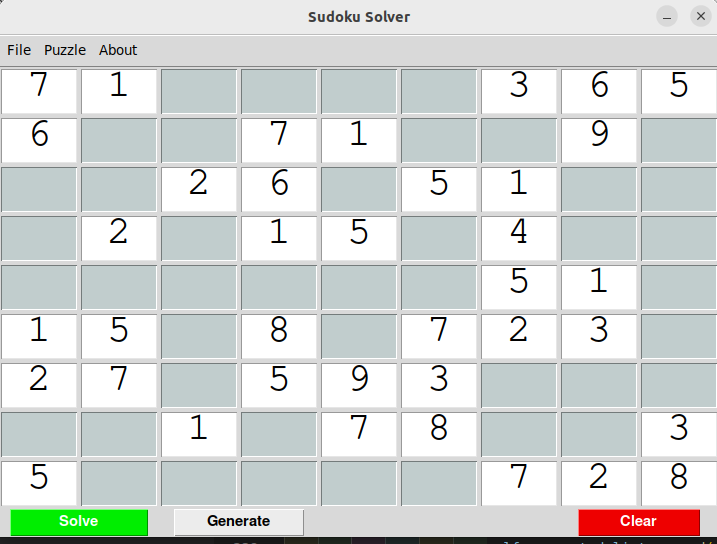 Sudoku Solver
File Puzzle About
7 1 3 6 5
6 7 1 9
2 6 5 1
2 1 5 4
5 1
1 5 8 7 2 3
2 7 5 9 3
1 7 8 3
5 7 2 8
Solve Generate Clear